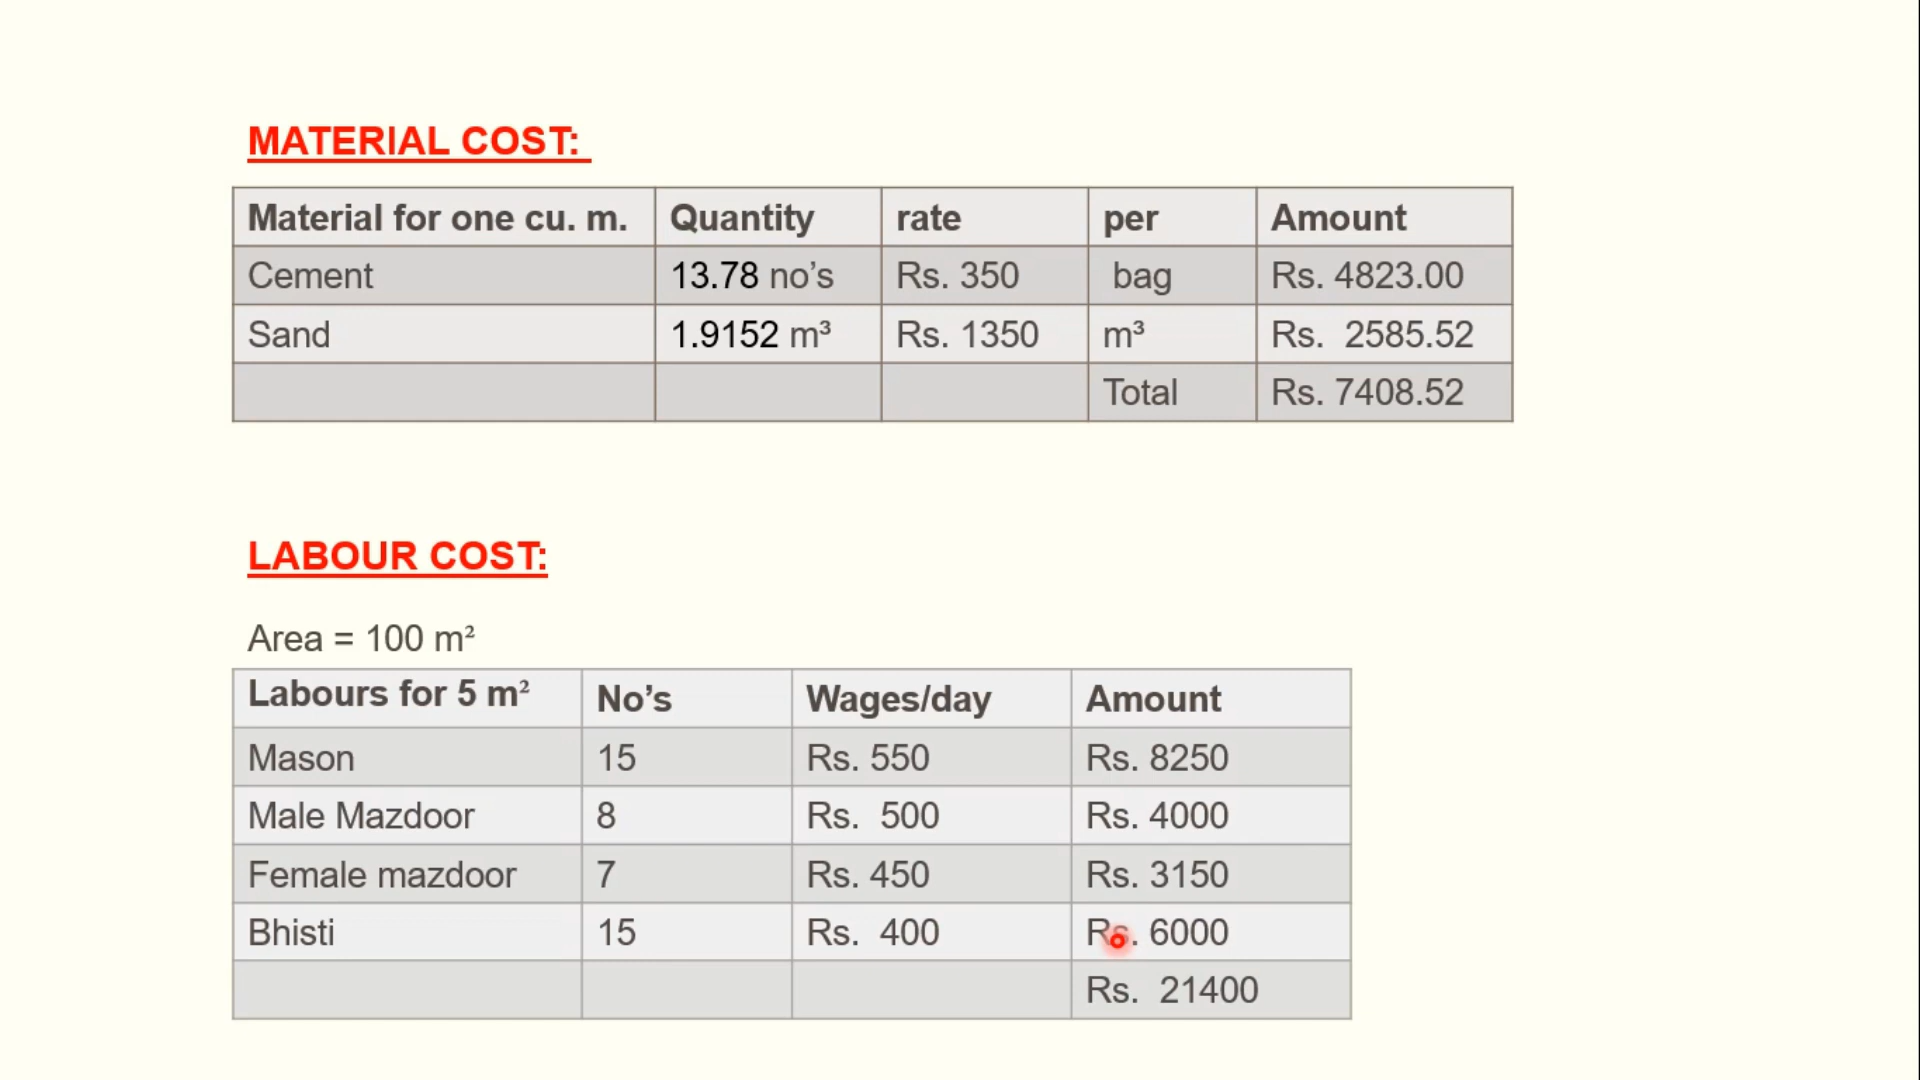 MATERIAL COST:
Material for one cu. m. Quantity rate per Amount
Cement 13.78 no’s Rs. 350 bag Rs. 4823.00
Sand 1.9152 m³ Rs. 1350 m³ Rs. 2585.52
Total Rs. 7408.52
LABOUR COST:
Area = 100 m²
Labours for 5 m² No’s Wages/day Amount
Mason 15 Rs. 550 Rs. 8250
Male Mazdoor 8 Rs. 500 Rs. 4000
Female mazdoor 7 Rs. 450 Rs. 3150
Bhisti 15 Rs. 400 Rs. 6000
Rs. 21400